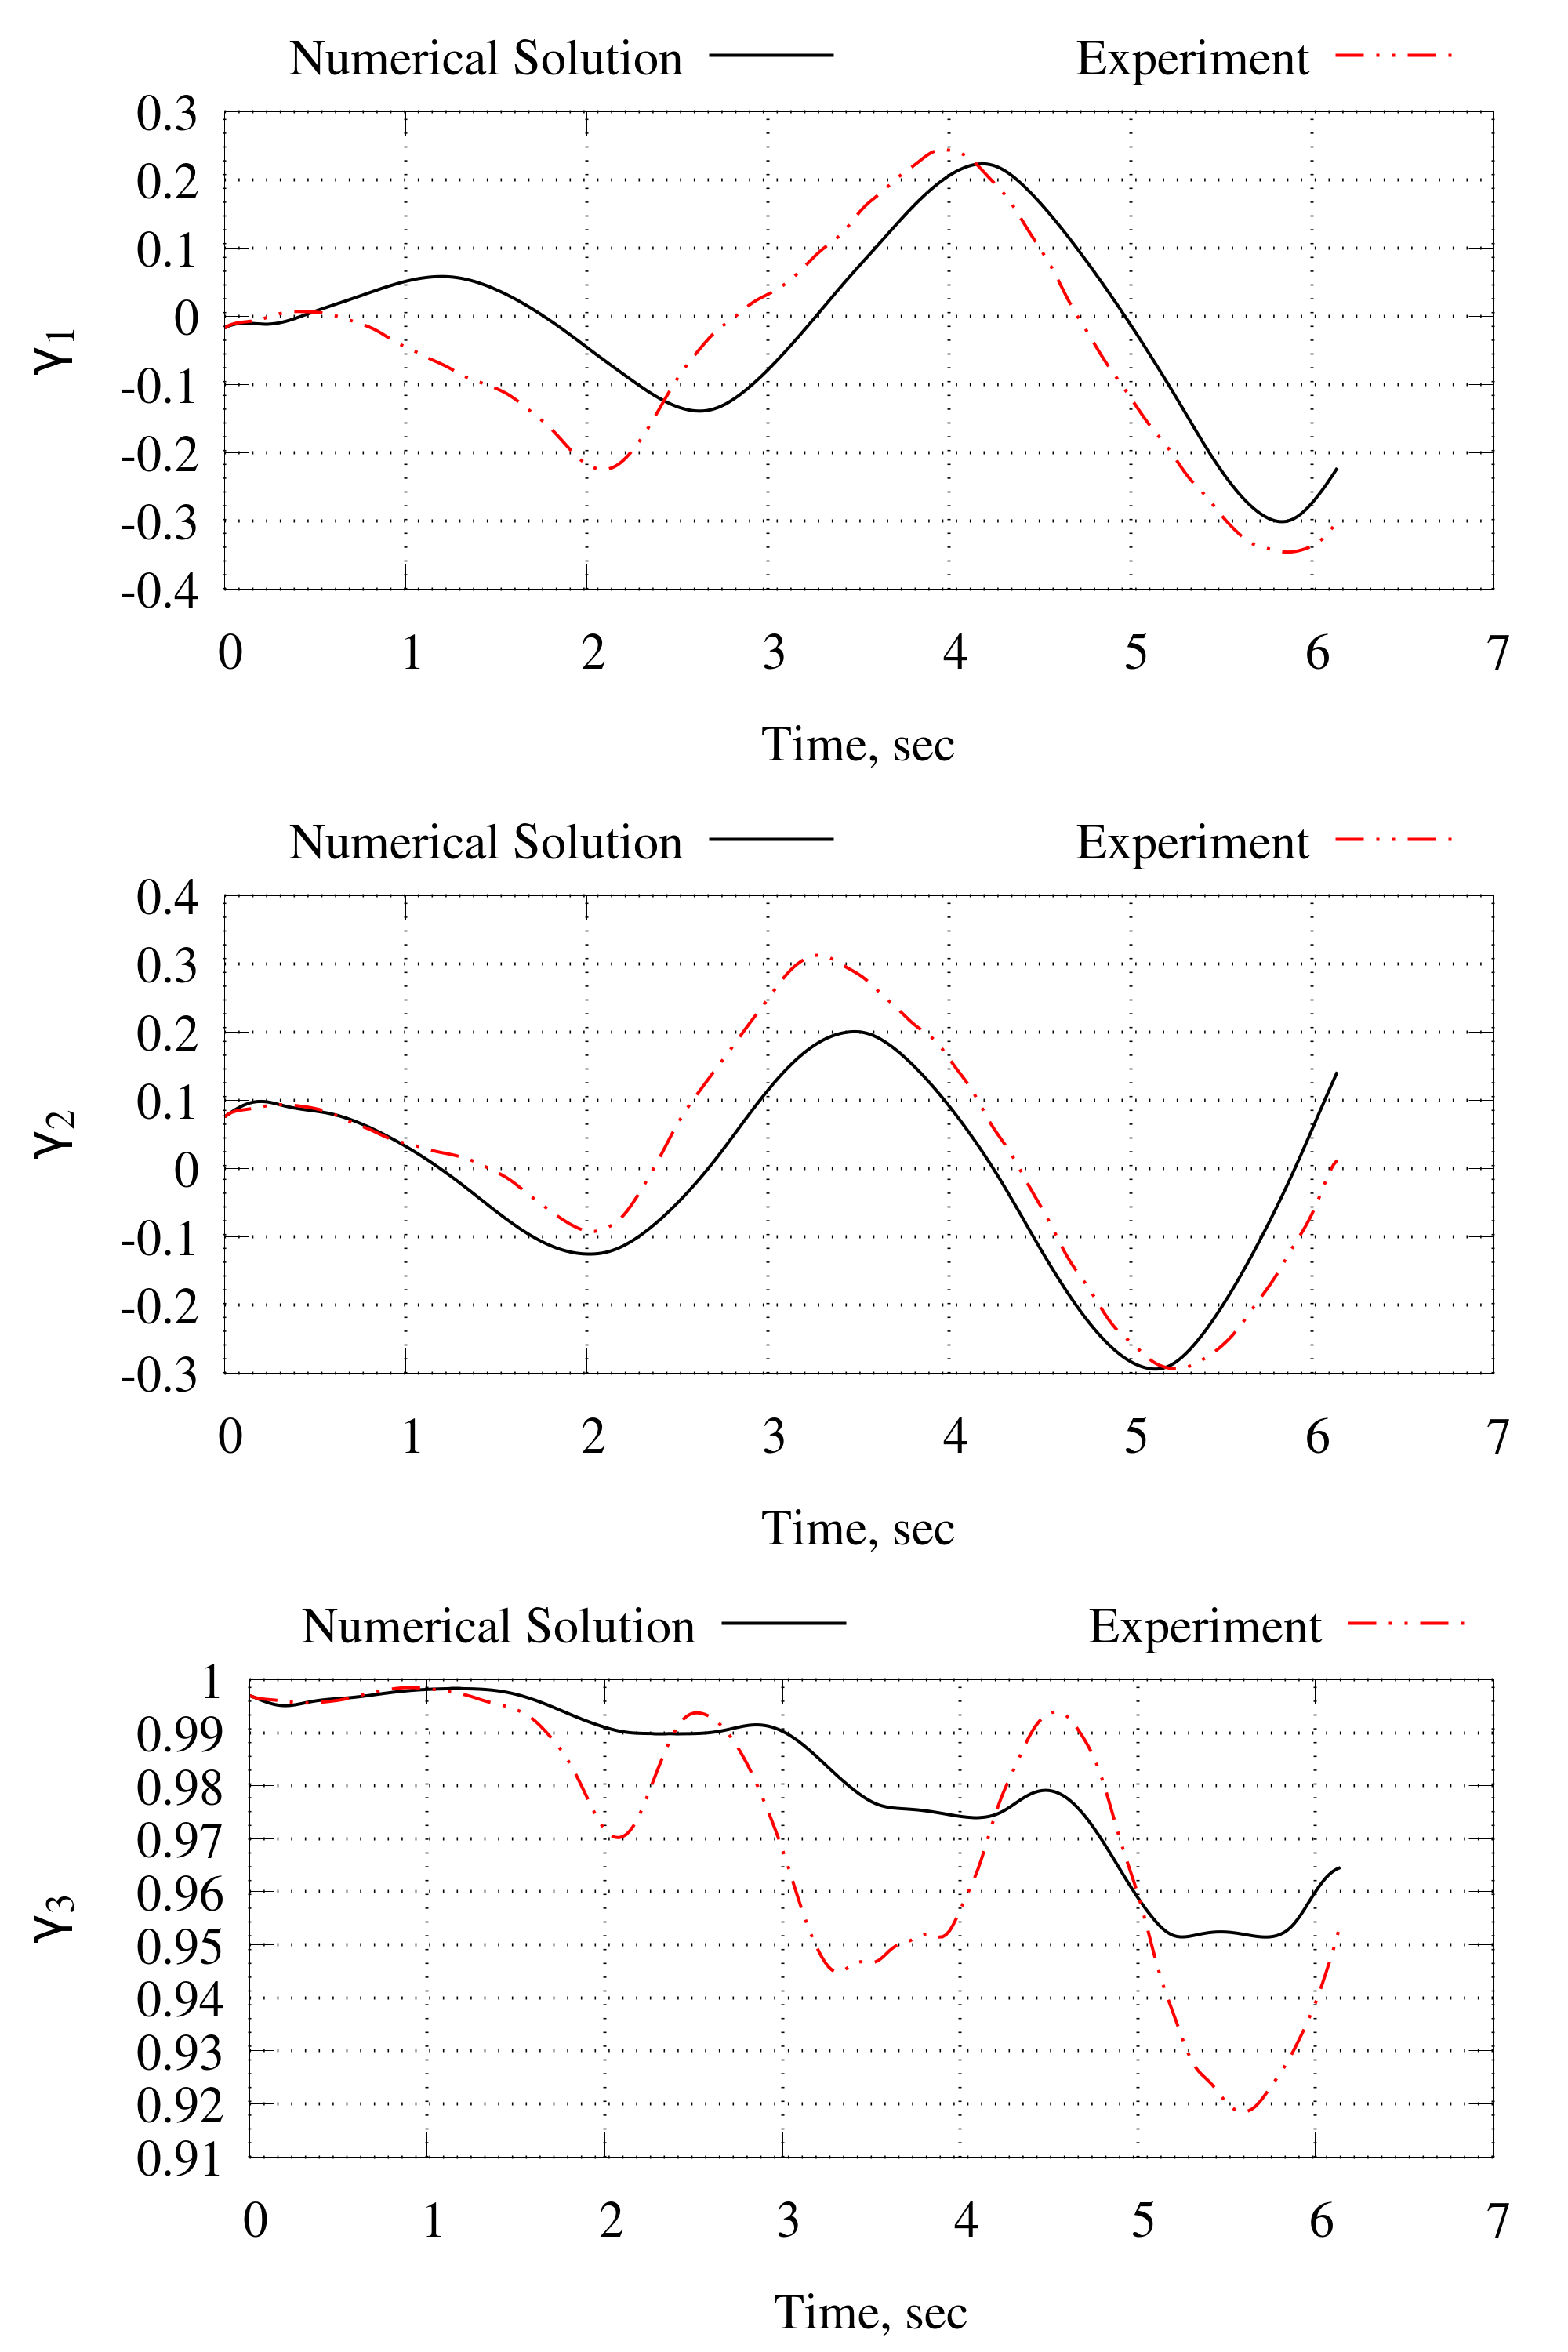 Numerical Solution Experiment
0.3
0.2
0.1
0
-0.1
-0.2
-0.3
-0.4
γ1
0 1 2 3 4 5 6 7
Time, sec
Numerical Solution Experiment
0.4
0.3
0.2
0.1
0
-0.1
-0.2
-0.3
γ2
0 1 2 3 4 5 6 7
Time, sec
Numerical Solution Experiment
1
0.99
0.98
0.97
0.96
0.95
0.94
0.93
0.92
0.91
γ3
0 1 2 3 4 5 6 7
Time, sec